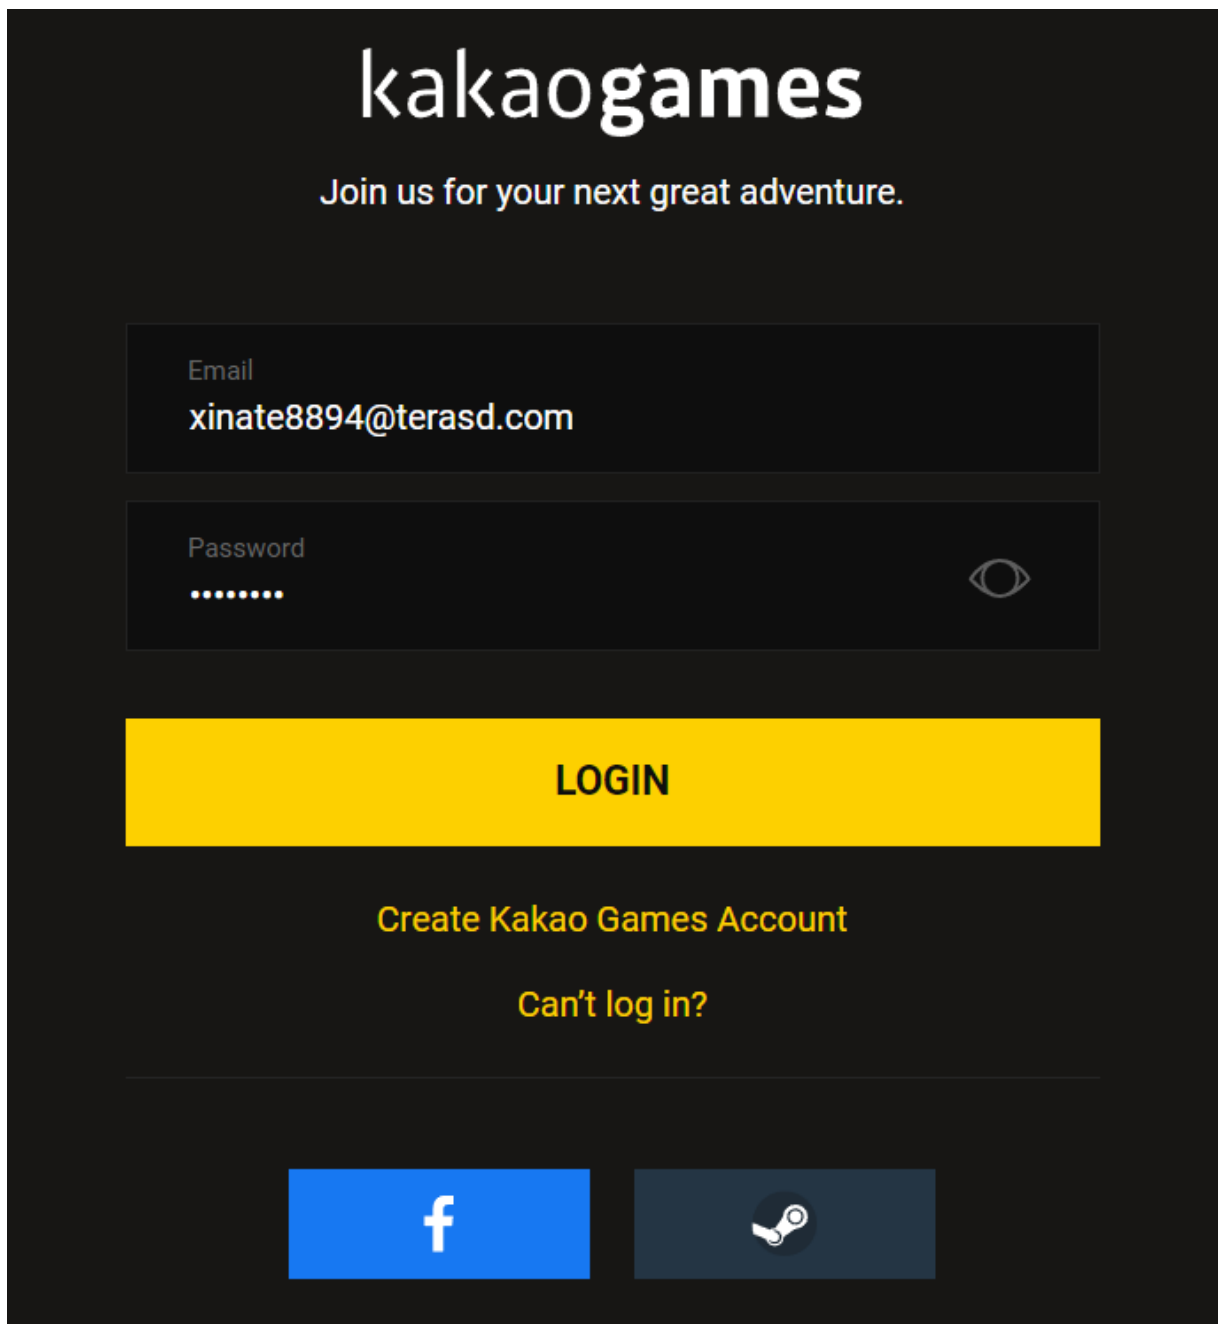 kakaogames
Join us for your next great adventure.
Email
xinate8894@terasd.com
Password
••••••••
LOGIN
Create Kakao Games Account
Can’t log in?